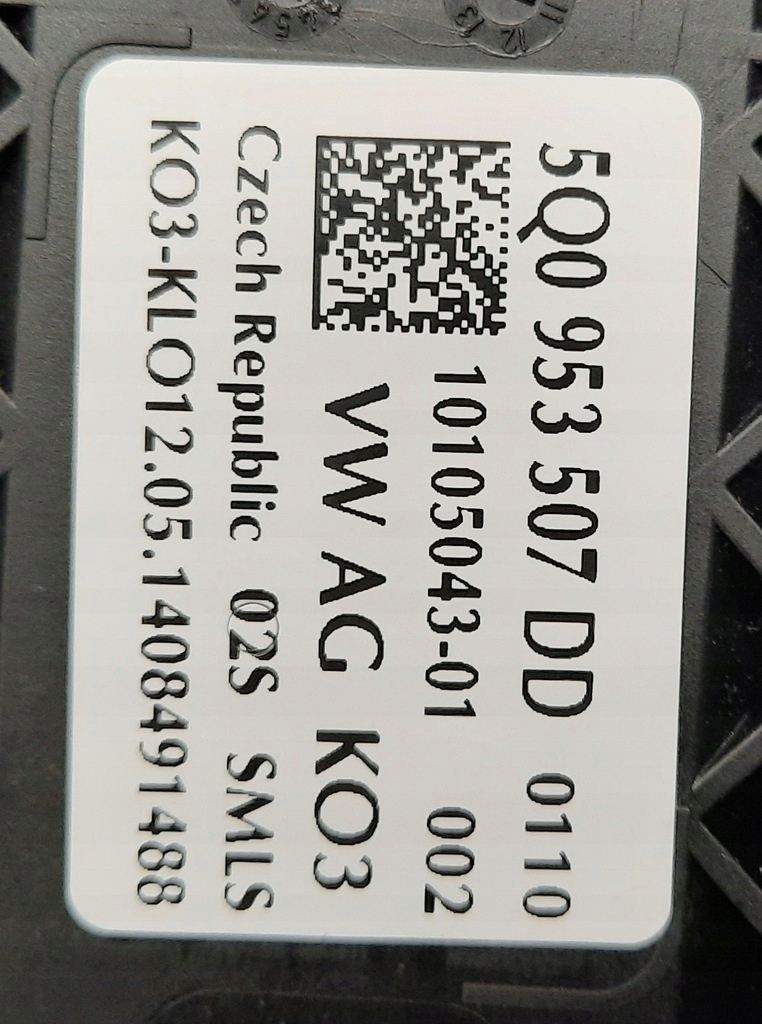 5Q0 953 507 DD 0110
10105043-01 002
VW AG KO3
Czech Republic 02S SMLS
KO3-KLO12.05.1408491488